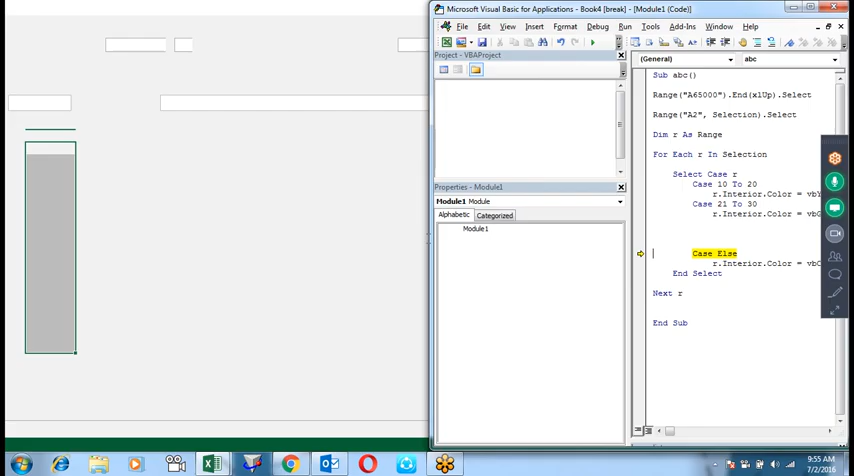 Microsoft Visual Basic for Applications - Book4 [break] - [Module1 (Code)]
File Edit View Insert Format Debug Run Tools Add-Ins Window Help
Project - VBAProject
Properties - Module1
Module1 Module
Alphabetic Categorized
Module1
(General) abc
Sub abc()
Range("A65000").End(xlUp).Select
Range("A2", Selection).Select
Dim r As Range
For Each r In Selection
Select Case r
Case 10 To 20
r.Interior.Color =
Case 21 To 30
r.Interior.Color =
Case Else
r.Interior.Color =
End Select
Next r
End Sub
9:55 AM
7/2/2016